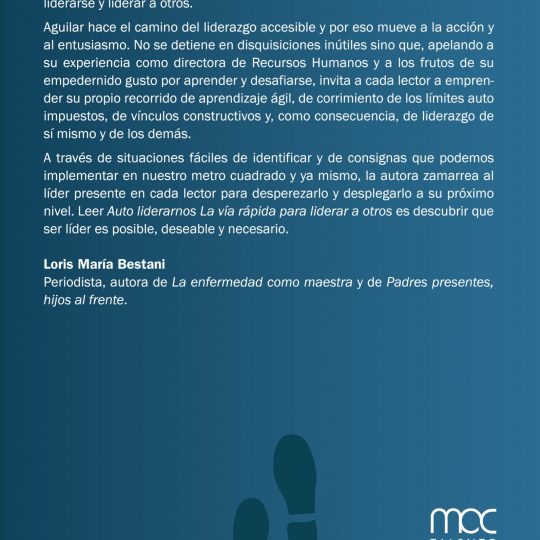 liderarse y liderar a otros.
Aguilar hace el camino del liderazgo accesible y por eso mueve a la acción y
al entusiasmo. No se detiene en disquisiciones inútiles sino que, apelando a
su experiencia como directora de Recursos Humanos y a los frutos de su
empedernido gusto por aprender y desafiarse, invita a cada lector a empren-
der su propio recorrido de aprendizaje ágil, de corrimiento de los límites auto
impuestos, de vínculos constructivos y, como consecuencia, de liderazgo de
sí mismo y de los demás.
A través de situaciones fáciles de identificar y de consignas que podemos
implementar en nuestro metro cuadrado y ya mismo, la autora zamarrea al
líder presente en cada lector para desperezarlo y desplegarlo a su próximo
nivel. Leer Auto liderarnos La vía rápida para liderar a otros es descubrir que
ser líder es posible, deseable y necesario.
Loris María Bestani
Periodista, autora de La enfermedad como maestra y de Padres presentes,
hijos al frente.
moc